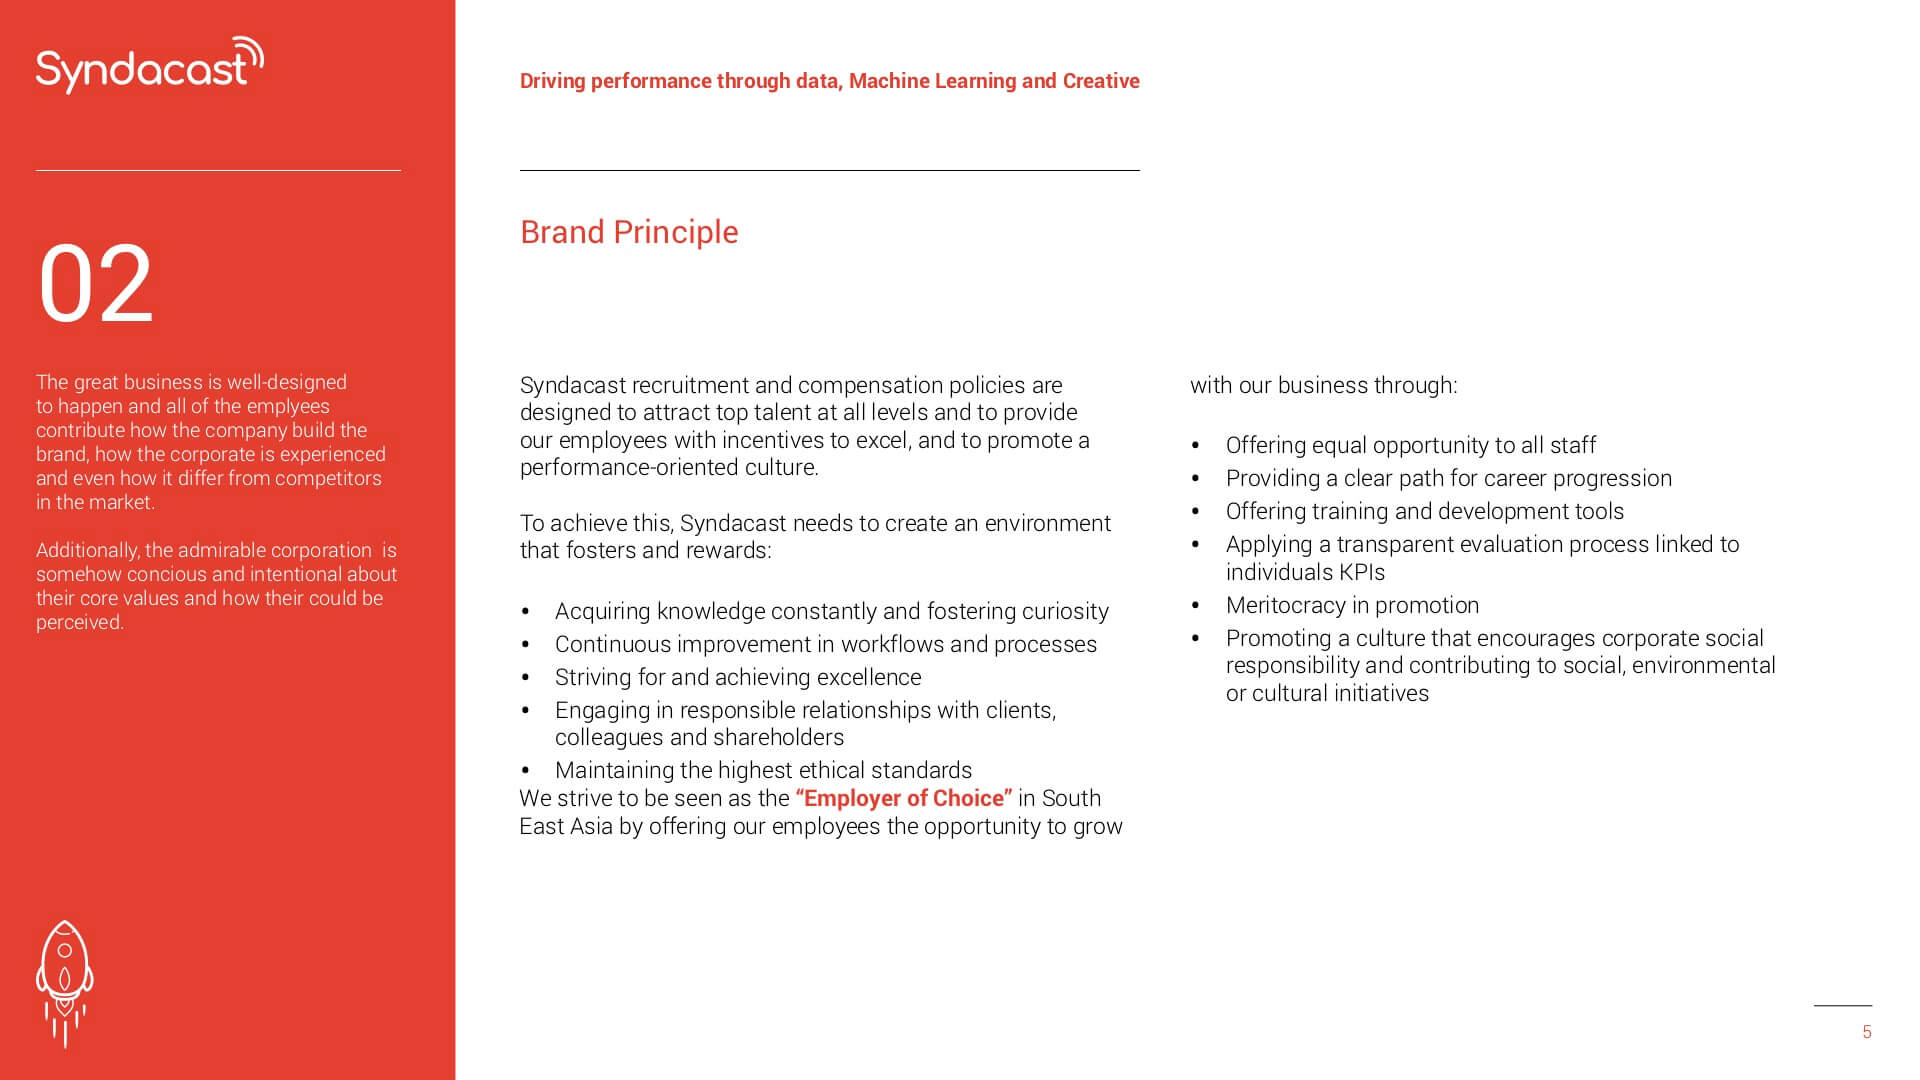 Syndacast
Driving performance through data, Machine Learning and Creative
02
The great business is well-designed
to happen and all of the emplyees
contribute how the company build the
brand, how the corporate is experienced
and even how it differ from competitors
in the market.
Additionally, the admirable corporation  is
somehow concious and intentional about
their core values and how their could be
perceived.
Brand Principle
Syndacast recruitment and compensation policies are
designed to attract top talent at all levels and to provide
our employees with incentives to excel, and to promote a
performance-oriented culture.
To achieve this, Syndacast needs to create an environment
that fosters and rewards:
• Acquiring knowledge constantly and fostering curiosity
• Continuous improvement in workflows and processes
• Striving for and achieving excellence
• Engaging in responsible relationships with clients,
colleagues and shareholders
• Maintaining the highest ethical standards
We strive to be seen as the “Employer of Choice” in South
East Asia by offering our employees the opportunity to grow
with our business through:
• Offering equal opportunity to all staff
• Providing a clear path for career progression
• Offering training and development tools
• Applying a transparent evaluation process linked to
individuals KPIs
• Meritocracy in promotion
• Promoting a culture that encourages corporate social
responsibility and contributing to social, environmental
or cultural initiatives
5